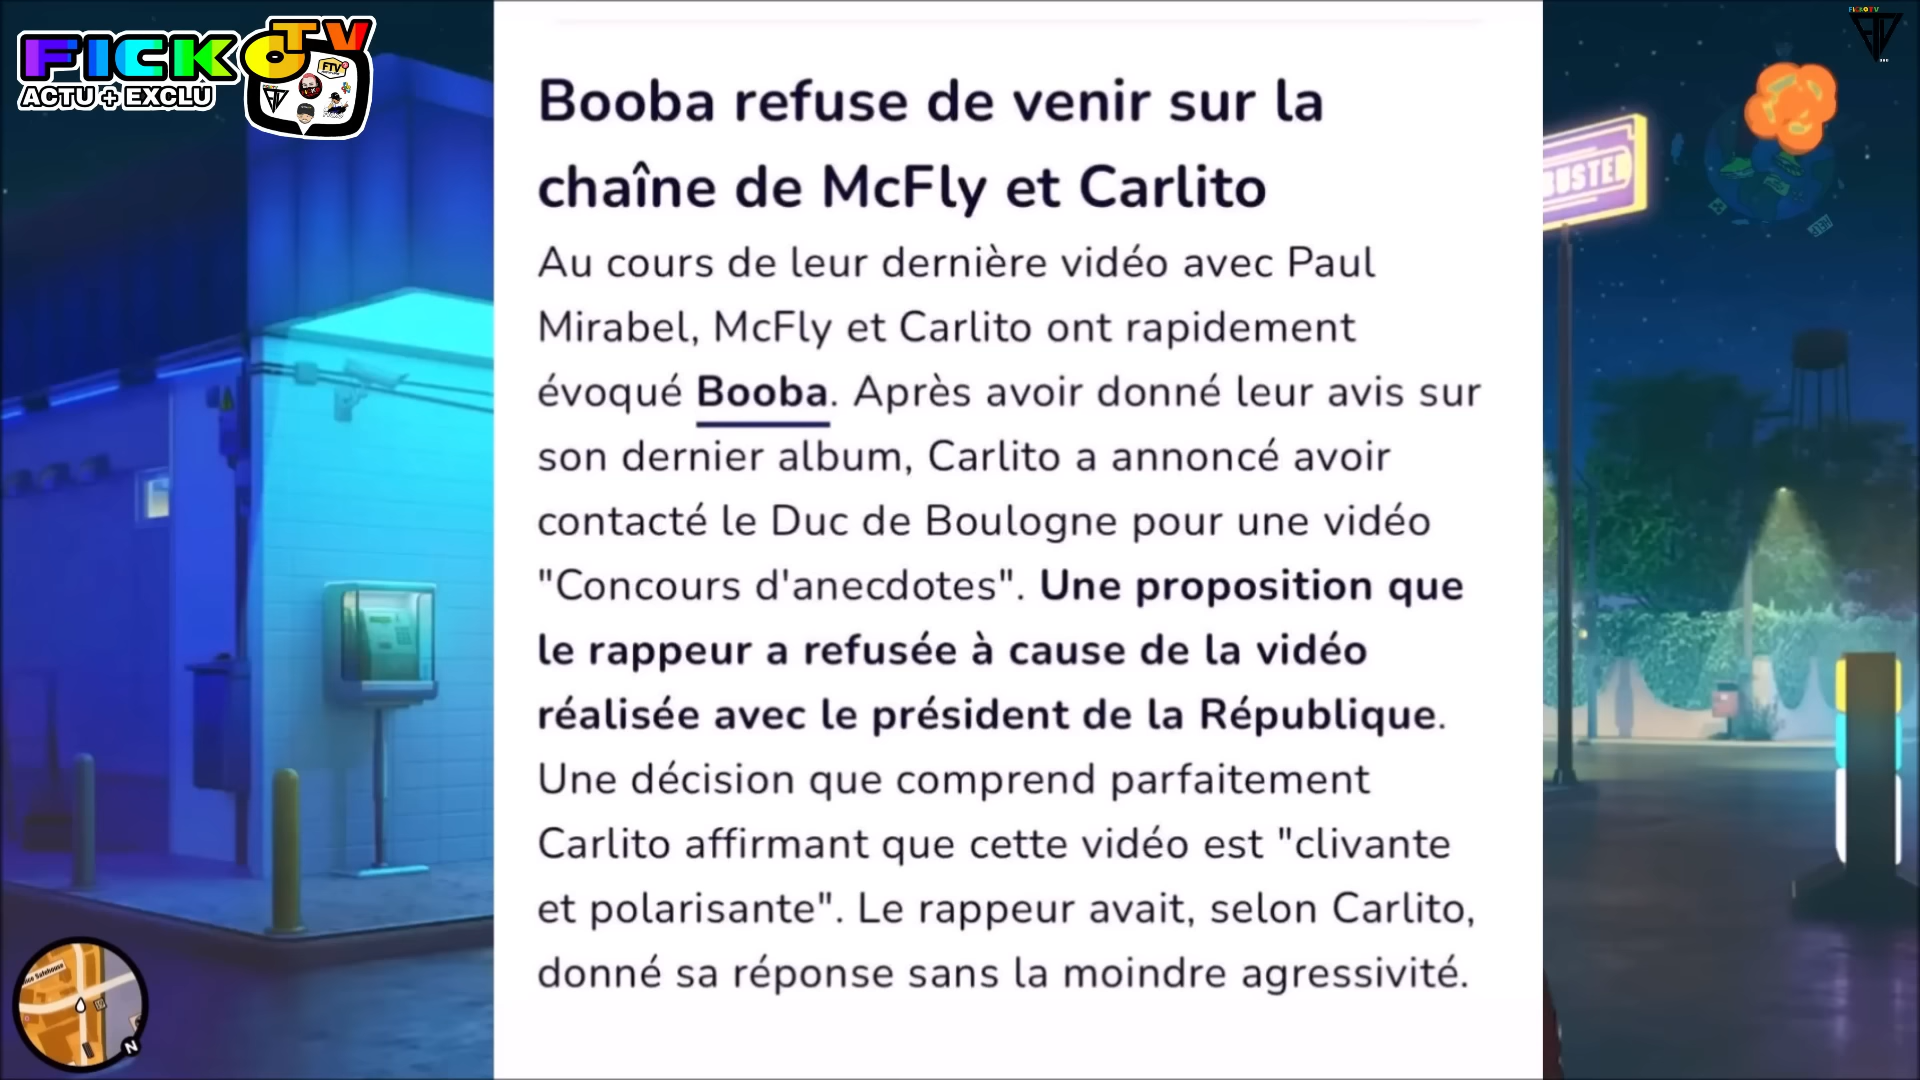 FICKO TV
ACTU + EXCLU
FTV
Booba refuse de venir sur la
chaîne de McFly et Carlito
Au cours de leur dernière vidéo avec Paul
Mirabel, McFly et Carlito ont rapidement
évoqué Booba. Après avoir donné leur avis sur
son dernier album, Carlito a annoncé avoir
contacté le Duc de Boulogne pour une vidéo
"Concours d'anecdotes". Une proposition que
le rappeur a refusée à cause de la vidéo
réalisée avec le président de la République.
Une décision que comprend parfaitement
Carlito affirmant que cette vidéo est "clivante
et polarisante". Le rappeur avait, selon Carlito,
donné sa réponse sans la moindre agressivité.
FICKO TV
BUSTED
Safehouse
N